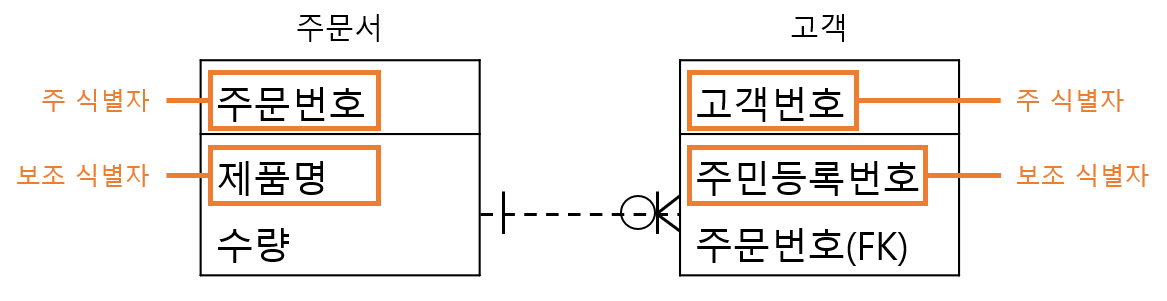 주문서
고객
주 식별자
주문번호
고객번호
주 식별자
보조 식별자
제품명
주민등록번호
보조 식별자
수량
주문번호(FK)